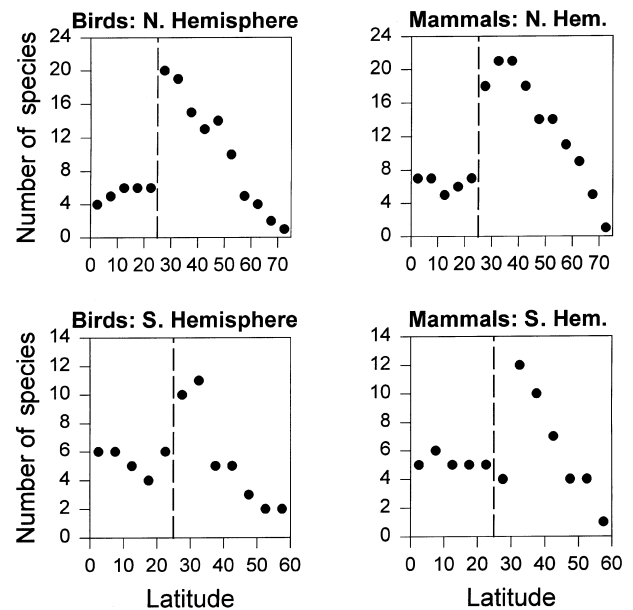 Birds: N. Hemisphere
Mammals: N. Hem.
Number of species
24
20
16
12
8
4
0
0 10 20 30 40 50 60 70
24
20
16
12
8
4
0
0 10 20 30 40 50 60 70
Birds: S. Hemisphere
Mammals: S. Hem.
Number of species
14
12
10
8
6
4
2
0
0 10 20 30 40 50 60
14
12
10
8
6
4
2
0
0 10 20 30 40 50 60
Latitude
Latitude